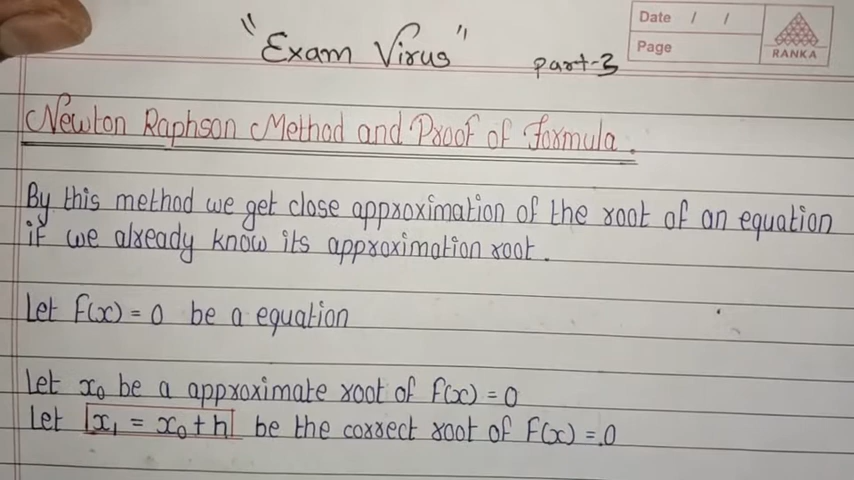 "Exam Virus" part-3
Date / /
Page
RANKA
Newton Raphson Method and Proof of Formula.
By this method we get close approximation of the root of an equation
if we already know its approximation root.
Let F(x) = 0 be a equation
Let x₀ be a approximate root of F(x) = 0
Let x₁ = x₀ + h be the correct root of F(x) = 0